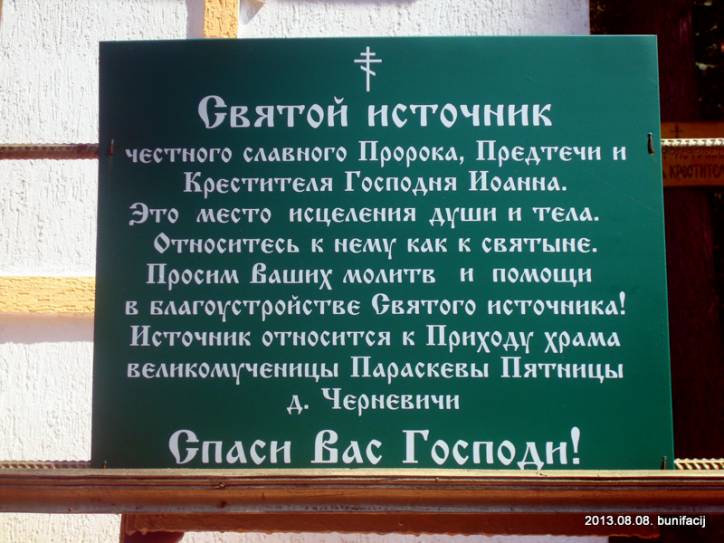 Святой источник
честного славного Пророка, Предтечи и
Крестителя Господня Иоанна.
Это место исцеления души и тела.
Относитесь к нему как к святыне.
Просим Ваших молитв и помощи
в благоустройстве Святого источника!
Источник относится к Приходу храма
великомученицы Параскевы Пятницы
д. Черневичи
Спаси Вас Господи!
2013.08.08. bunifacij